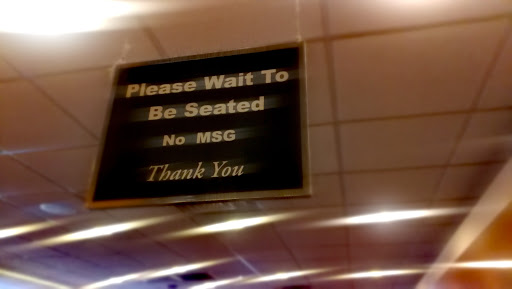 Please Wait To
Be Seated
No MSG
Thank You